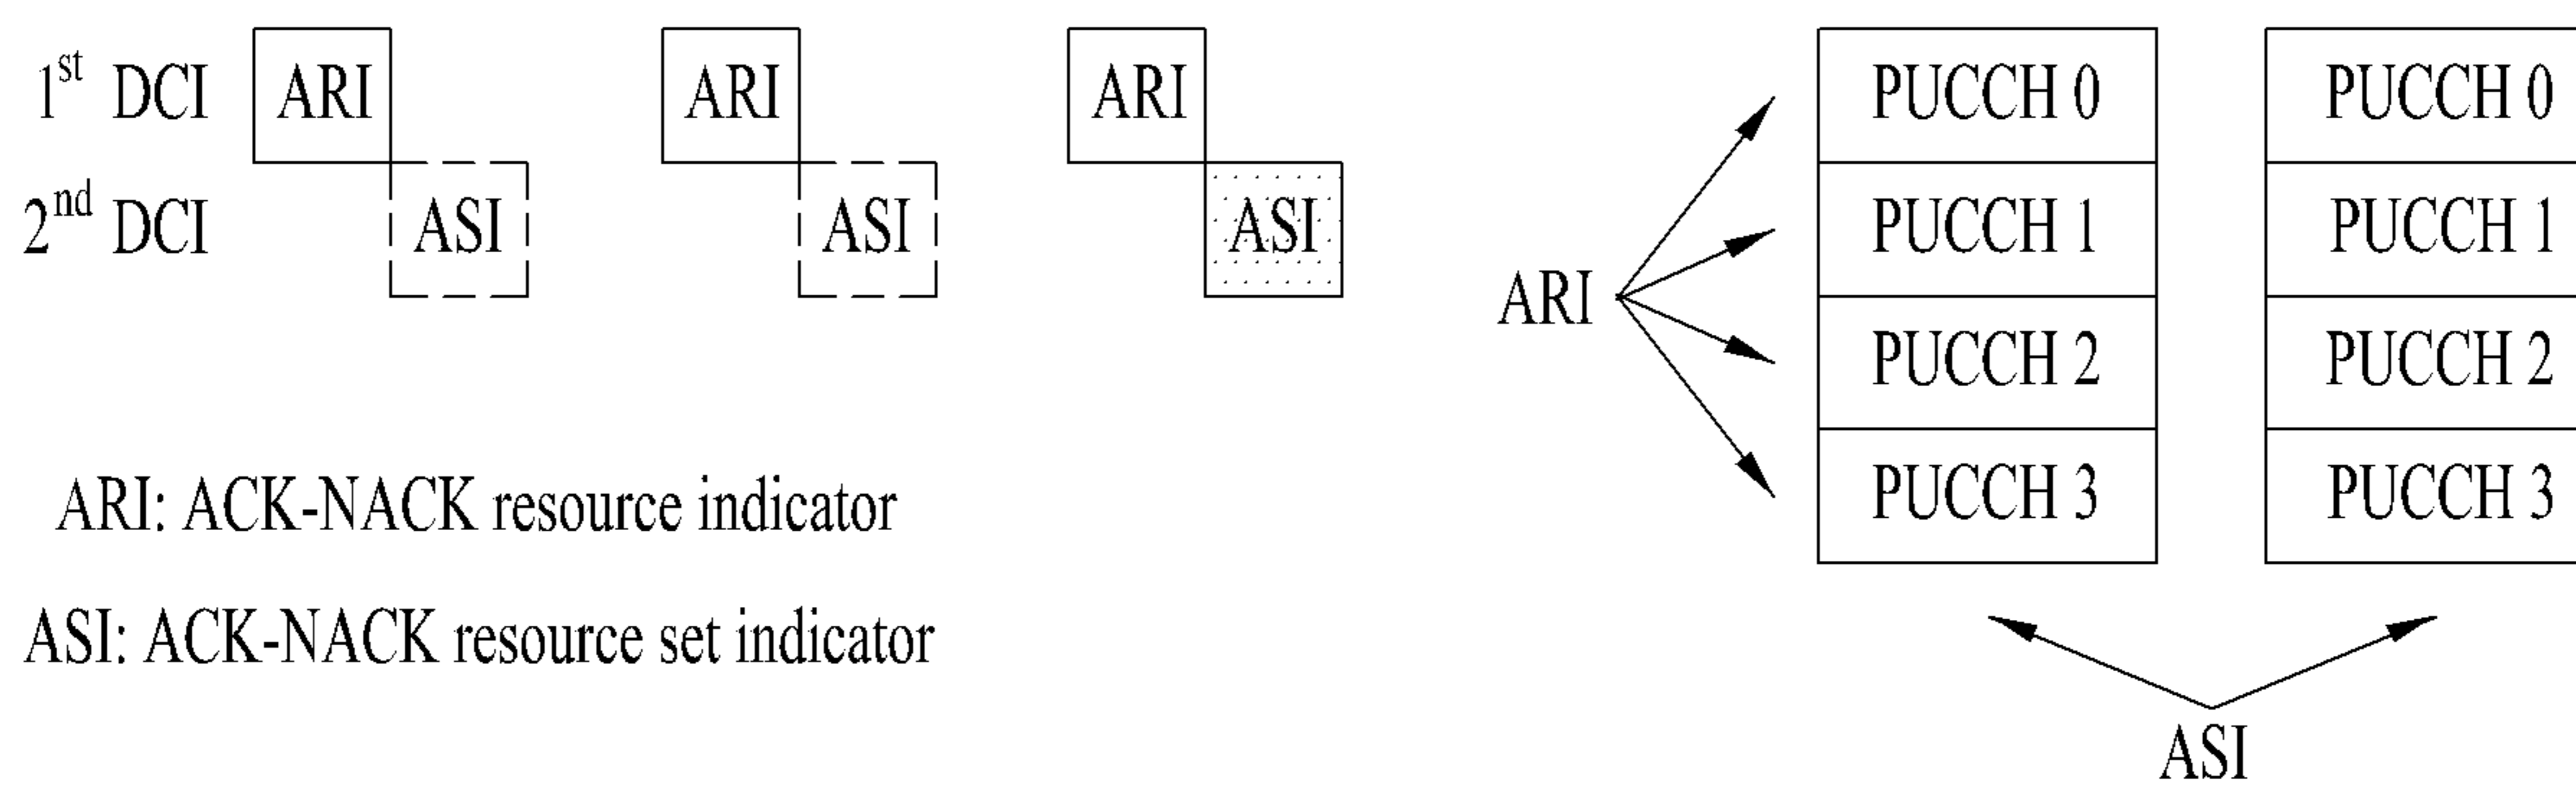 1st DCI ARI ARI ARI
2nd DCI ASI ASI ASI
ARI: ACK-NACK resource indicator
ASI: ACK-NACK resource set indicator
ARI
PUCCH 0 PUCCH 0
PUCCH 1 PUCCH 1
PUCCH 2 PUCCH 2
PUCCH 3 PUCCH 3
ASI